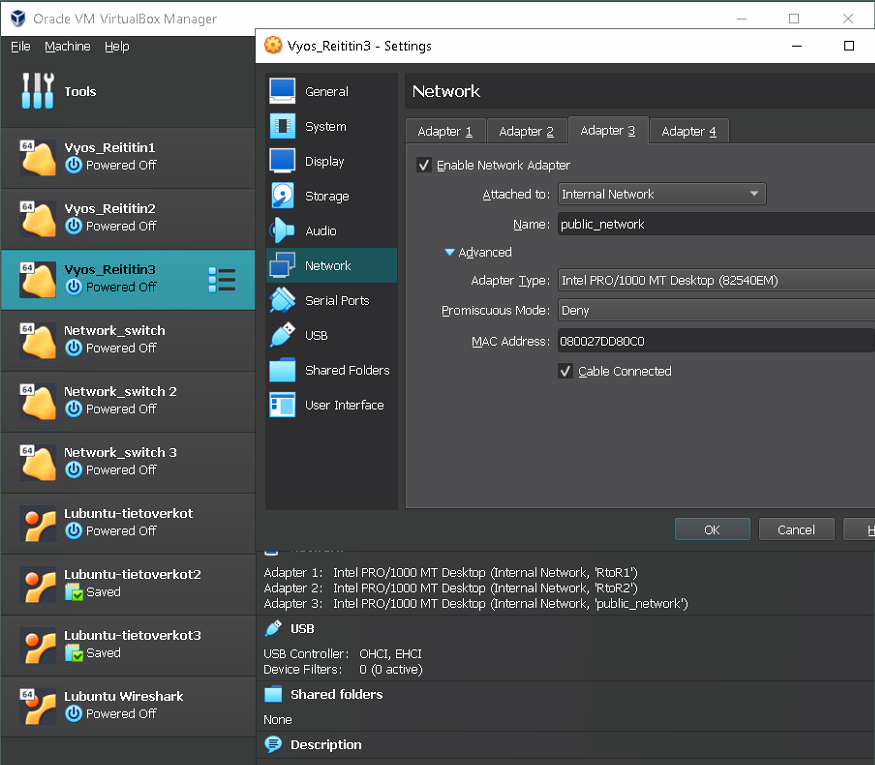 Oracle VM VirtualBox Manager
File Machine Help
Tools
64 Vyos_Reititin1
Powered Off
64 Vyos_Reititin2
Powered Off
64 Vyos_Reititin3
Powered Off
64 Network_switch
Powered Off
64 Network_switch 2
Powered Off
64 Network_switch 3
Powered Off
Lubuntu-tietoverkot
Powered Off
Lubuntu-tietoverkot2
Saved
Lubuntu-tietoverkot3
Saved
64 Lubuntu Wireshark
Powered Off
Vyos_Reititin3 - Settings
General
System
Display
Storage
Audio
Network
Serial Ports
USB
Shared Folders
User Interface
Network
Adapter 1 Adapter 2 Adapter 3 Adapter 4
Enable Network Adapter
Attached to: Internal Network
Name: public_network
Advanced
Adapter Type: Intel PRO/1000 MT Desktop (82540EM)
Promiscuous Mode: Deny
MAC Address: 080027DD80C0
Cable Connected
OK Cancel H
Adapter 1: Intel PRO/1000 MT Desktop (Internal Network, 'RtoR1')
Adapter 2: Intel PRO/1000 MT Desktop (Internal Network, 'RtoR2')
Adapter 3: Intel PRO/1000 MT Desktop (Internal Network, 'public_network')
USB
USB Controller: OHCI, EHCI
Device Filters: 0 (0 active)
Shared folders
None
Description